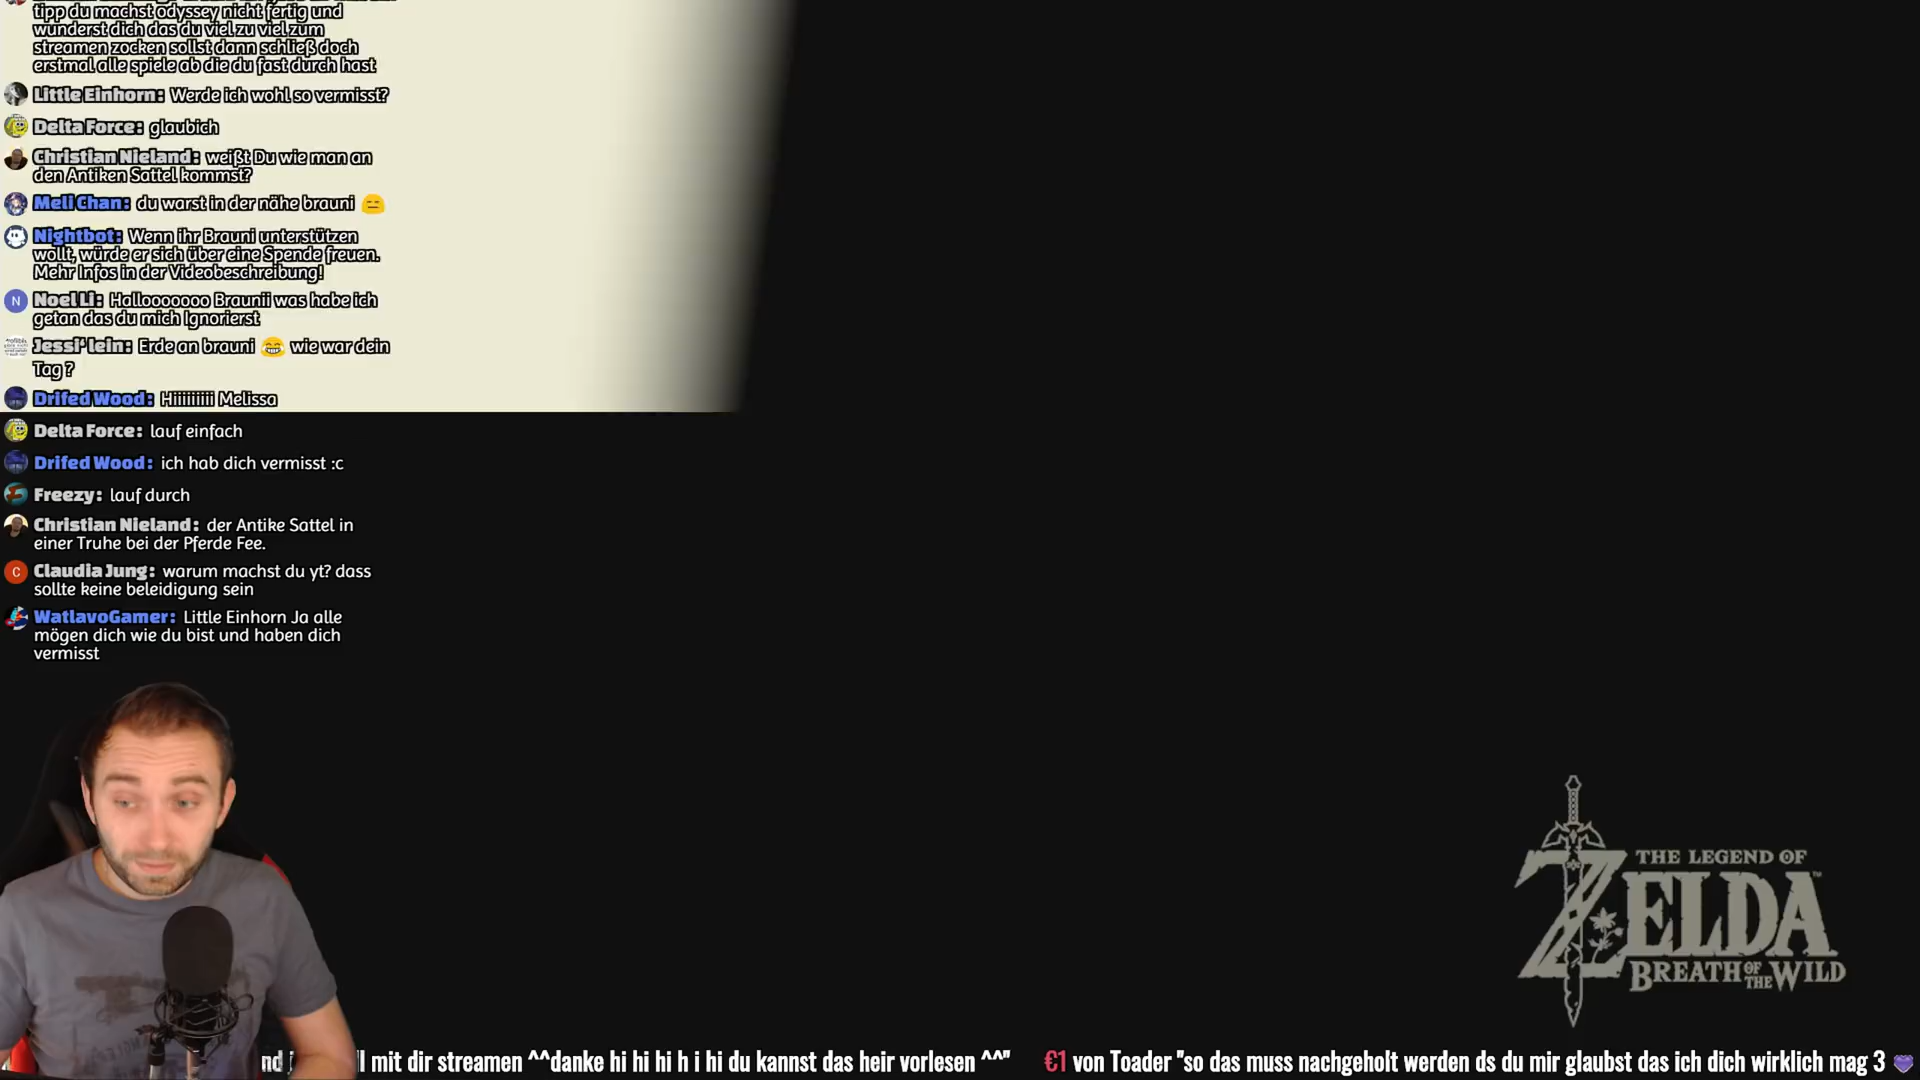 tipp du machst odyssey nicht fertig und
wunderst dich das du viel zu viel zum
streamen zocken sollst dann schließ doch
erstmal alle spiele ab die du fast durch hast
Little Einhorn: Werde ich wohl so vermisst?
Delta Force: glaubich
Christian Nieland: weißt Du wie man an
den Antiken Sattel kommst?
Meli Chan: du warst in der nähe brauni 😑
Nightbot: Wenn ihr Brauni unterstützen
wollt, würde er sich über eine Spende freuen.
Mehr Infos in der Videobeschreibung!
N
Noel Li: Hallooooooo Braunii was habe ich
getan das du mich Ignorierst
Jessi' lein: Erde an brauni 😂 wie war dein
Tag ?
Drifed Wood: Hiiiiiiiii Melissa
Delta Force: lauf einfach
Drifed Wood: ich hab dich vermisst :c
Freezy: lauf durch
Christian Nieland: der Antike Sattel in
einer Truhe bei der Pferde Fee.
C
Claudia Jung: warum machst du yt? dass
sollte keine beleidigung sein
WatlavoGamer: Little Einhorn Ja alle
mögen dich wie du bist und haben dich
vermisst
THE LEGEND OF
ZELDA™
BREATH OF THE WILD
mit dir streamen ^^danke hi hi hi h i hi du kannst das heir vorlesen ^^" €1 von Toader "so das muss nachgeholt werden ds du mir glaubst das ich dich wirklich mag 3 💜